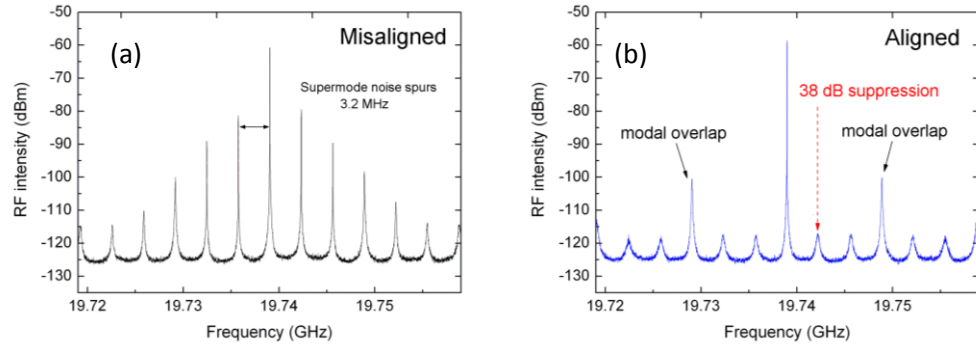 (a)
Misaligned
Supermode noise spurs
3.2 MHz
RF intensity (dBm)
-50
-60
-70
-80
-90
-100
-110
-120
-130
19.72
19.73
19.74
19.75
Frequency (GHz)
(b)
Aligned
38 dB suppression
modal overlap
modal overlap
RF intensity (dBm)
-50
-60
-70
-80
-90
-100
-110
-120
-130
19.72
19.73
19.74
19.75
Frequency (GHz)